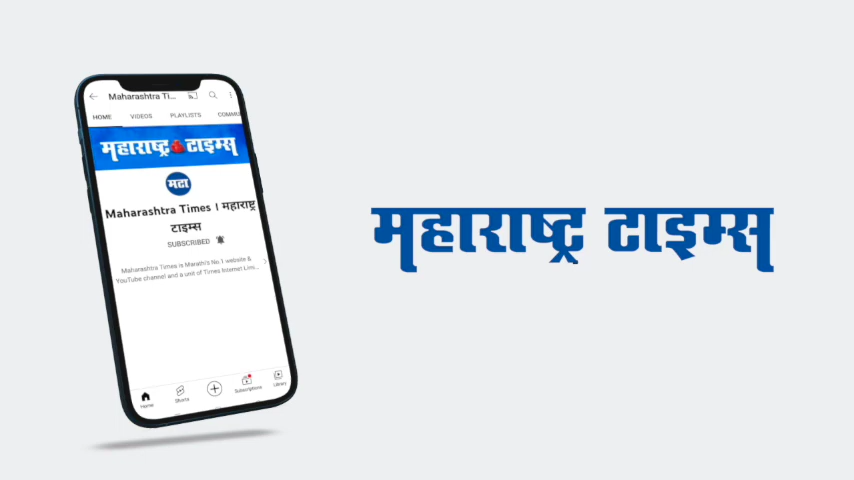 Maharashtra Ti...
HOME VIDEOS PLAYLISTS COMMU
महाराष्ट्र टाइम्स
मटा
Maharashtra Times । महाराष्ट्र
टाइम्स
SUBSCRIBED
Maharashtra Times is Marathi's No.1 website &
YouTube channel and a unit of Times Internet Limi...
Home Shorts Subscriptions Library
महाराष्ट्र टाइम्स